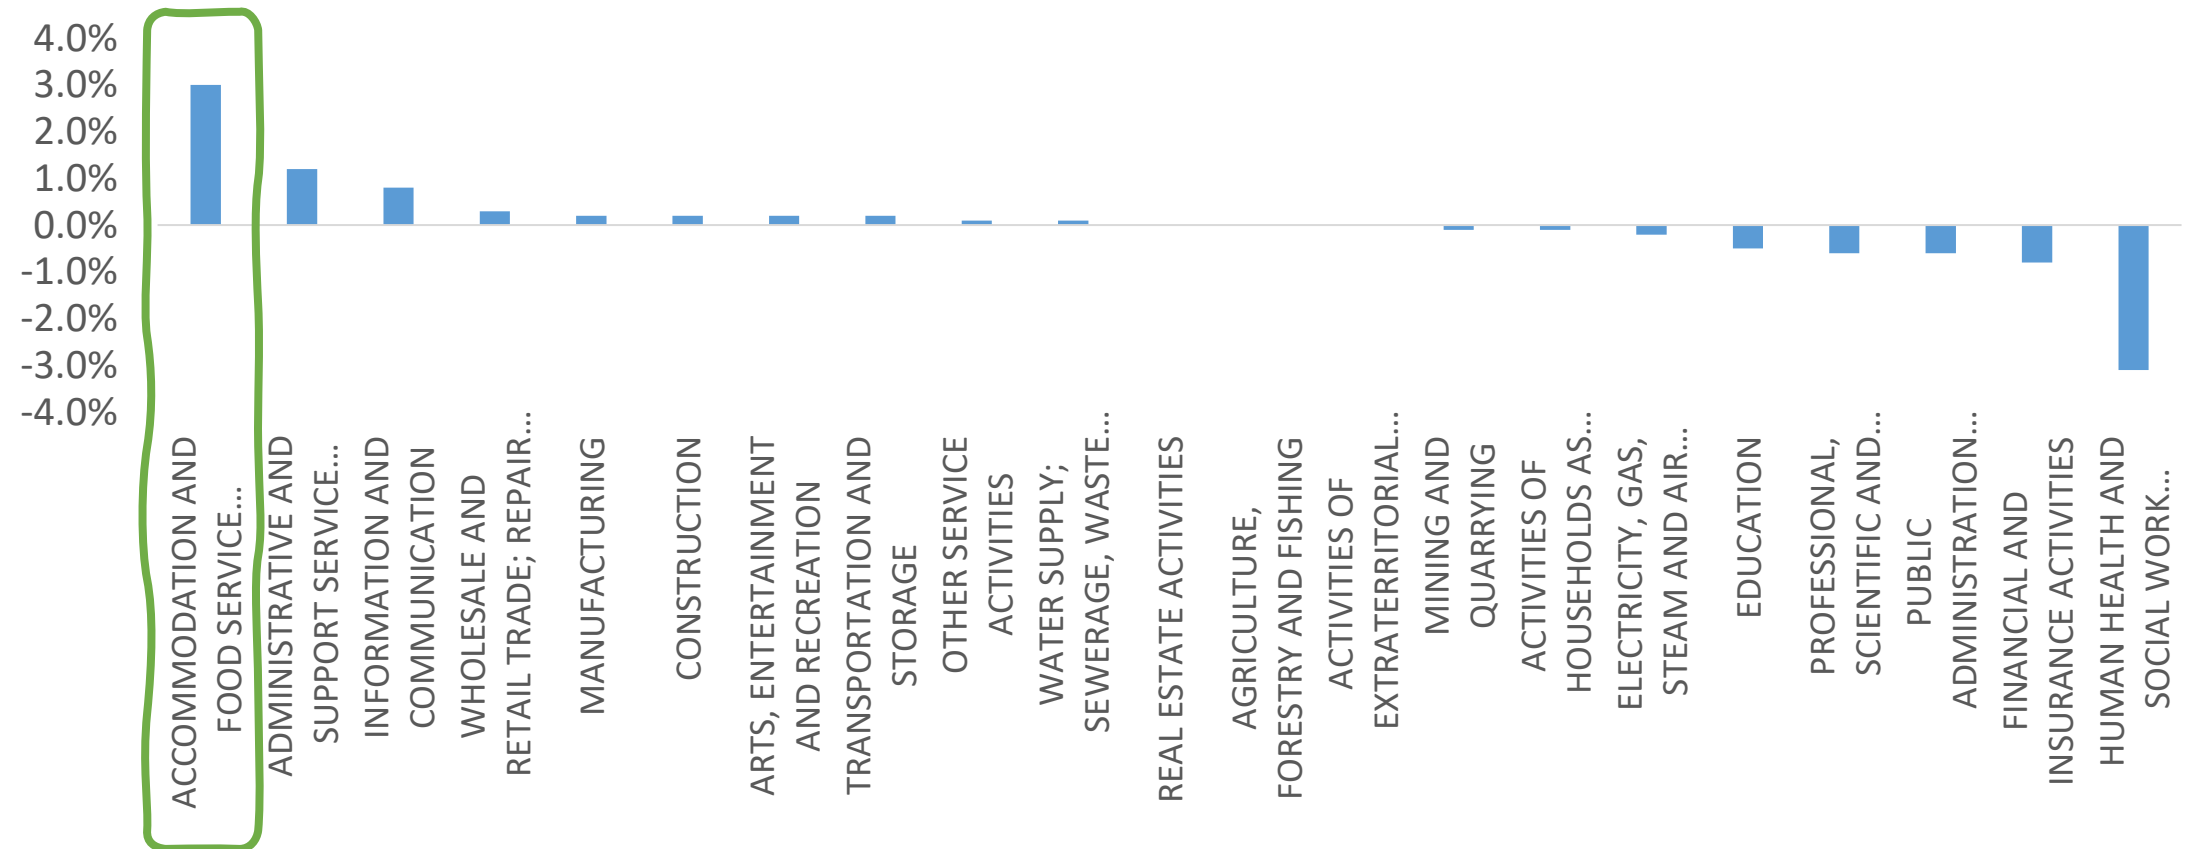 4.0%
3.0%
2.0%
1.0%
0.0%
-1.0%
-2.0%
-3.0%
-4.0%
ACCOMMODATION AND
FOOD SERVICE…
ADMINISTRATIVE AND
SUPPORT SERVICE…
INFORMATION AND
COMMUNICATION
WHOLESALE AND
RETAIL TRADE; REPAIR…
MANUFACTURING
CONSTRUCTION
ARTS, ENTERTAINMENT
AND RECREATION
TRANSPORTATION AND
STORAGE
OTHER SERVICE
ACTIVITIES
WATER SUPPLY;
SEWERAGE, WASTE…
REAL ESTATE ACTIVITIES
AGRICULTURE,
FORESTRY AND FISHING
ACTIVITIES OF
EXTRATERRITORIAL…
MINING AND
QUARRYING
ACTIVITIES OF
HOUSEHOLDS AS…
ELECTRICITY, GAS,
STEAM AND AIR…
EDUCATION
PROFESSIONAL,
SCIENTIFIC AND…
PUBLIC
ADMINISTRATION…
FINANCIAL AND
INSURANCE ACTIVITIES
HUMAN HEALTH AND
SOCIAL WORK…